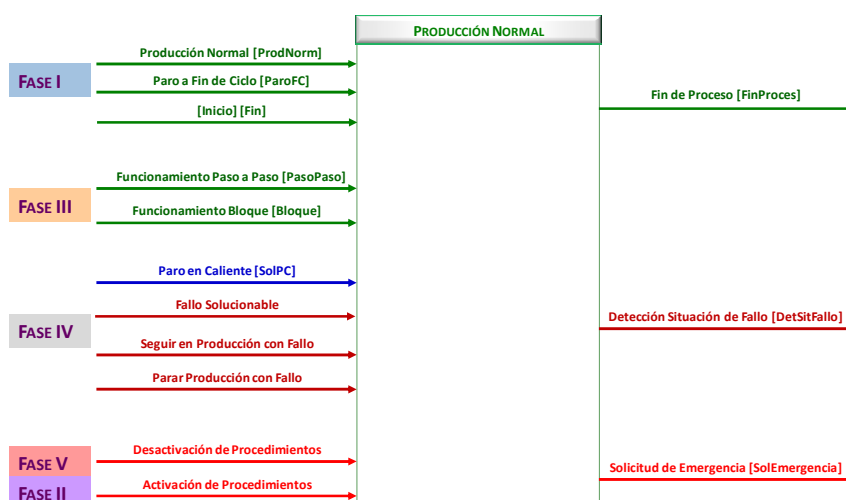 PRODUCCIÓN NORMAL
Producción Normal [ProdNorm]
FASE I
Paro a Fin de Ciclo [ParoFC]
Fin de Proceso [FinProces]
[Inicio] [Fin]
Funcionamiento Paso a Paso [PasoPaso]
FASE III
Funcionamiento Bloque [Bloque]
Paro en Caliente [SolPC]
Fallo Solucionable
Detección Situación de Fallo [DetSitFallo]
FASE IV
Seguir en Producción con Fallo
Parar Producción con Fallo
Desactivación de Procedimientos
FASE V
Solicitud de Emergencia [SolEmergencia]
Activación de Procedimientos
FASE II